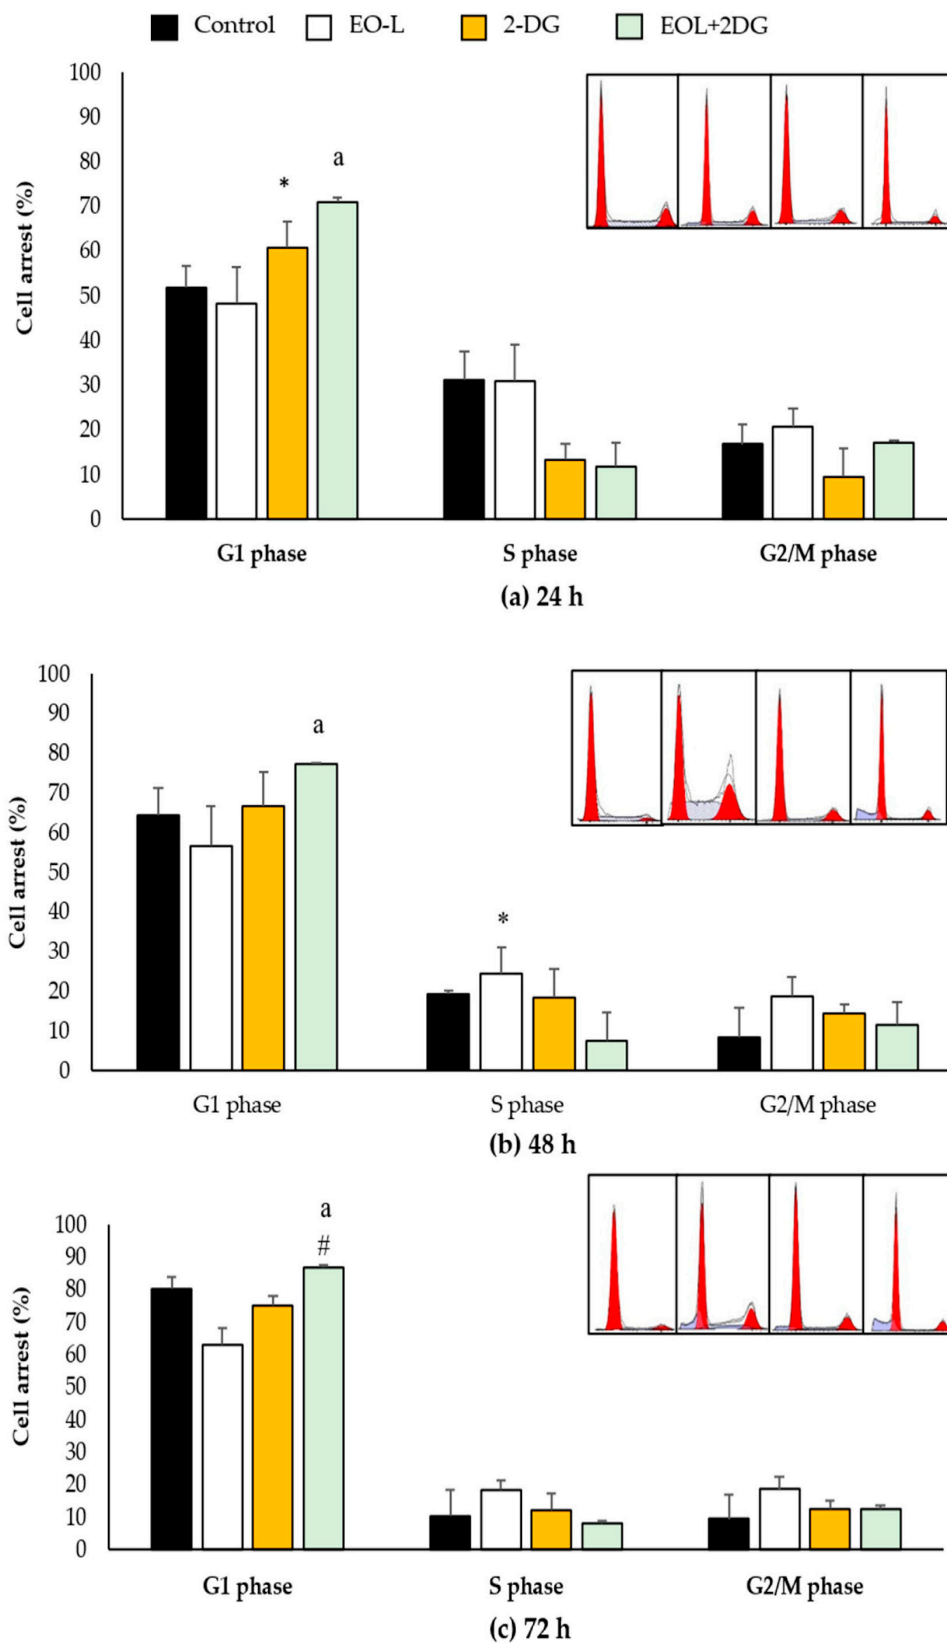 Control EO-L 2-DG EOL+2DG
100
90
80
70
60
50
40
30
20
10
0
Cell arrest (%)
*
a
G1 phase S phase G2/M phase
(a) 24 h
100
90
80
70
60
50
40
30
20
10
0
Cell arrest (%)
a
*
G1 phase S phase G2/M phase
(b) 48 h
100
90
80
70
60
50
40
30
20
10
0
Cell arrest (%)
a
#
G1 phase S phase G2/M phase
(c) 72 h